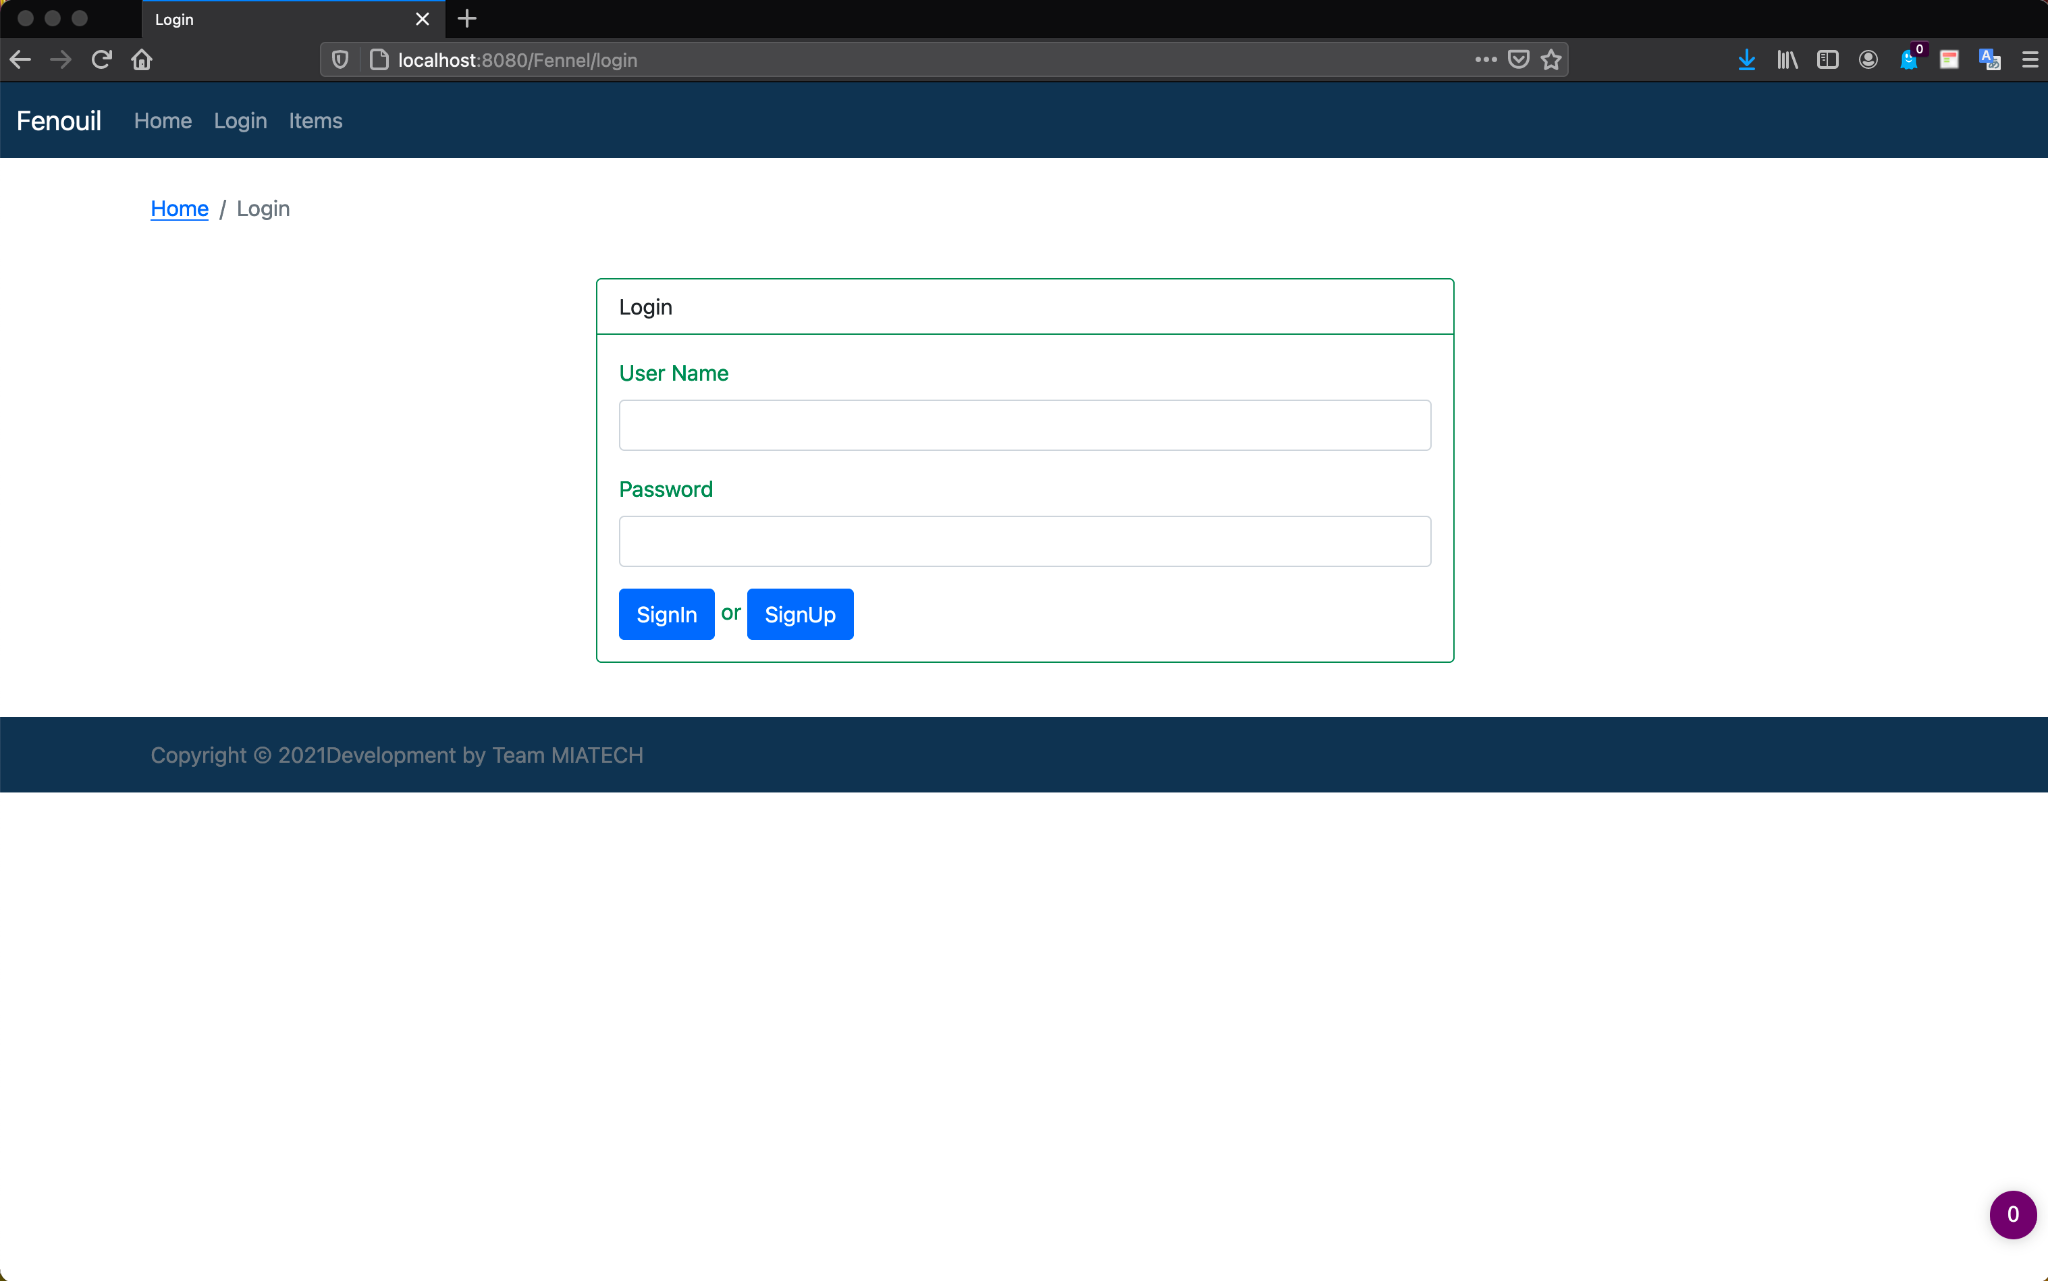 Login
localhost:8080/Fennel/login
0
Fenouil Home Login Items
Home / Login
Login
User Name
Password
SignIn or SignUp
Copyright © 2021Development by Team MIATECH
0